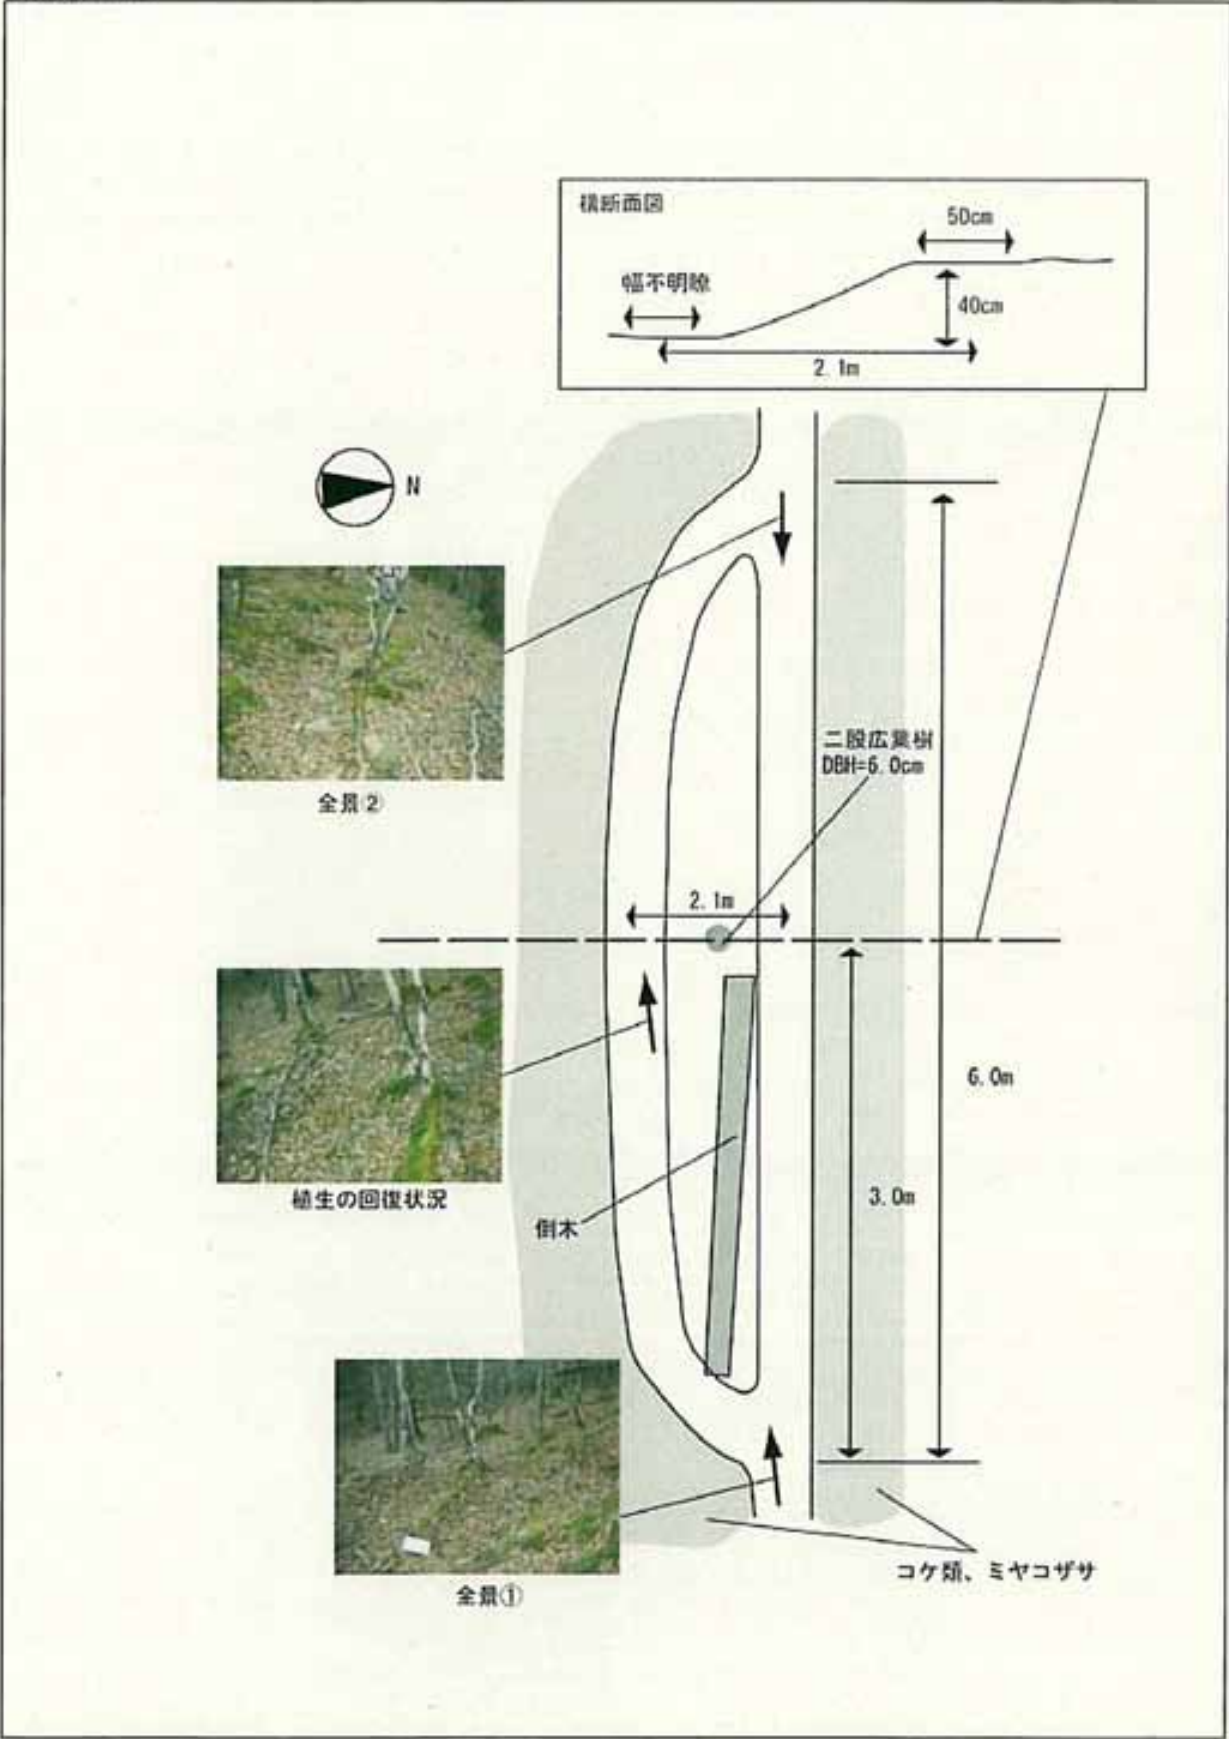 横断面図
50cm
幅不明瞭
40cm
2.1m
N
二股広葉樹
DBH=6.0cm
全景②
2.1m
6.0m
植生の回復状況
3.0m
倒木
コケ類、ミヤコザサ
全景①